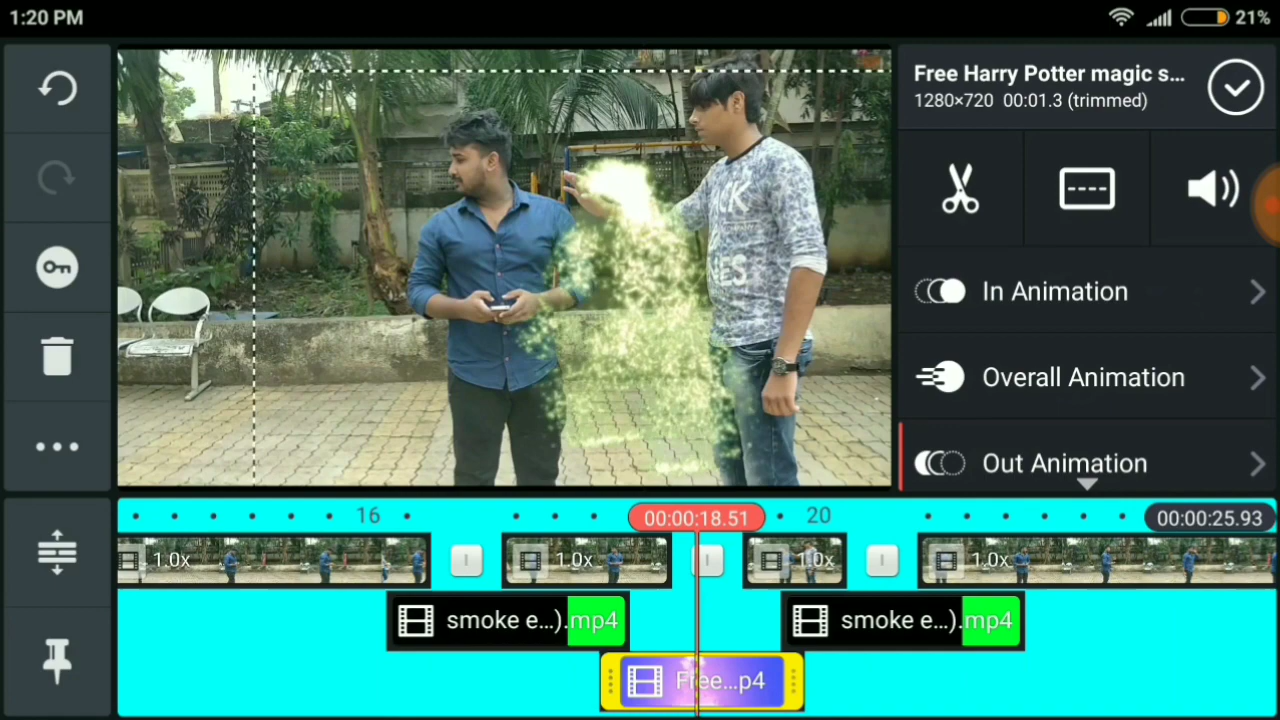 1:20 PM
21%
Free Harry Potter magic s...
1280×720 00:01.3 (trimmed)
In Animation
Overall Animation
Out Animation
16
00:00:18.51
20
00:00:25.93
1.0x
1.0x
1.0x
1.0x
smoke e...).mp4
smoke e...).mp4
Free...p4